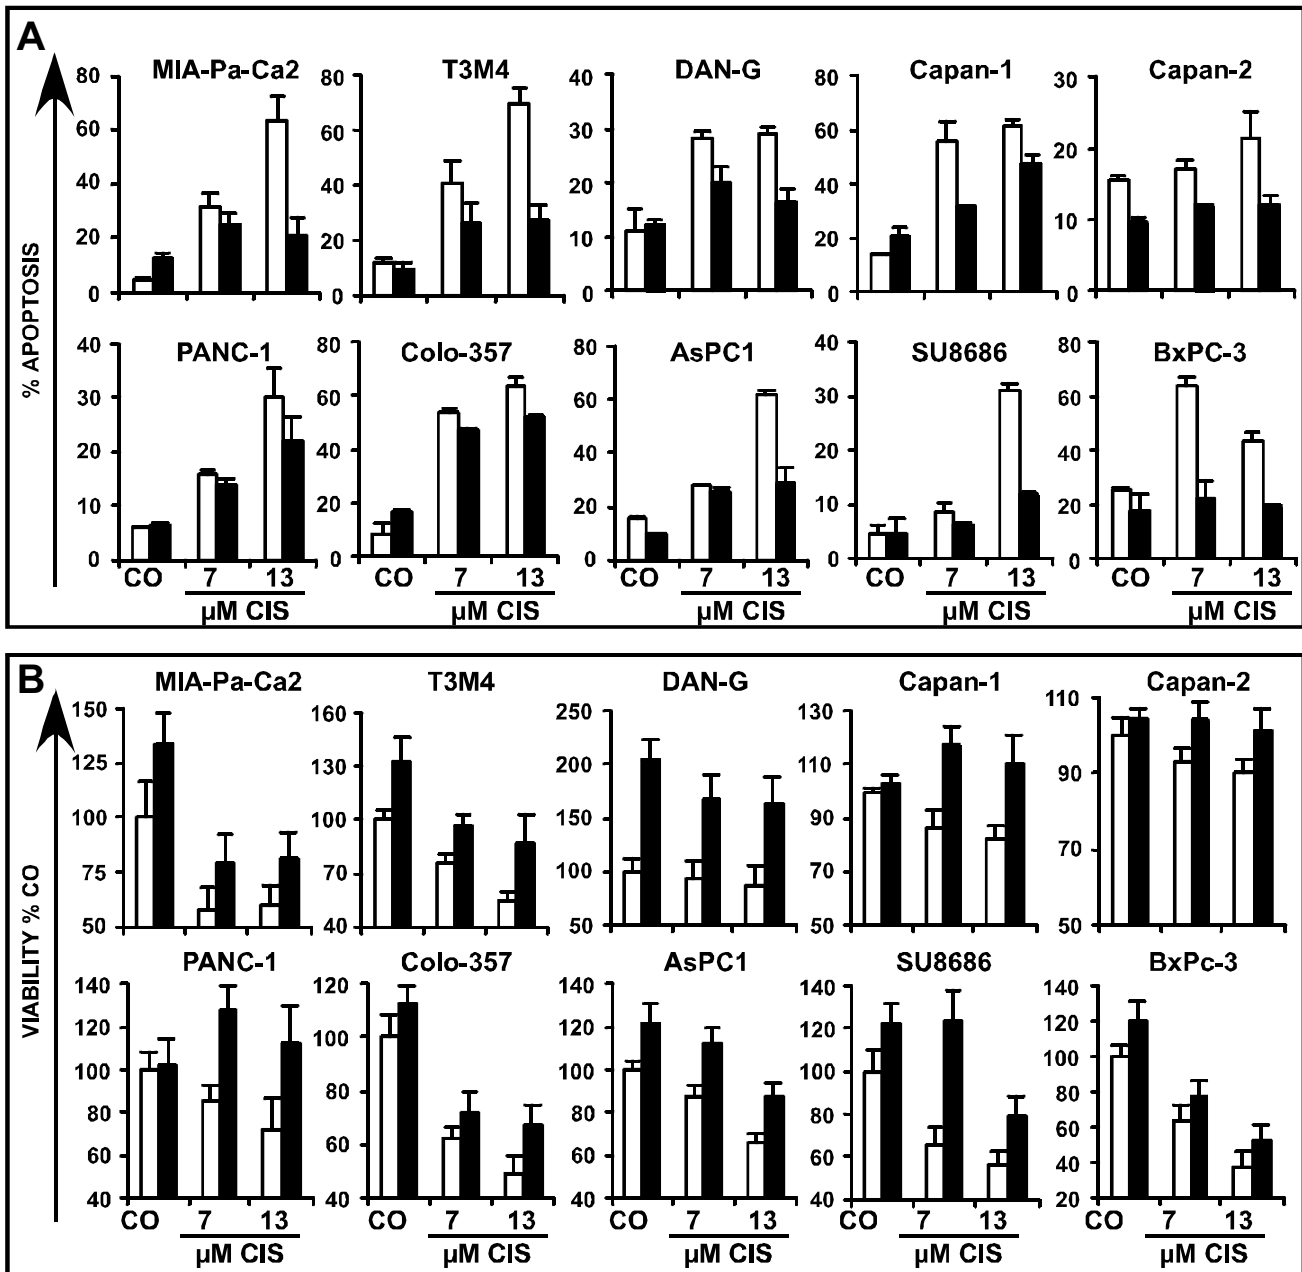 A
% APOPTOSIS
MIA-Pa-Ca2
80
60
40
20
0
T3M4
80
60
40
20
0
DAN-G
40
30
20
10
0
Capan-1
80
60
40
20
0
Capan-2
30
20
10
0
PANC-1
40
30
20
10
0
CO 7 13
µM CIS
Colo-357
80
60
40
20
0
CO 7 13
µM CIS
AsPC1
80
60
40
20
0
CO 7 13
µM CIS
SU8686
40
30
20
10
0
CO 7 13
µM CIS
BxPC-3
80
60
40
20
0
CO 7 13
µM CIS
B
VIABILITY % CO
MIA-Pa-Ca2
150
125
100
75
50
T3M4
160
130
100
70
40
DAN-G
250
200
150
100
50
Capan-1
130
110
90
70
50
Capan-2
110
90
70
50
PANC-1
140
120
100
80
60
40
CO 7 13
µM CIS
Colo-357
120
100
80
60
40
CO 7 13
µM CIS
AsPC1
140
120
100
80
60
40
CO 7 13
µM CIS
SU8686
140
120
100
80
60
40
CO 7 13
µM CIS
BxPc-3
140
120
100
80
60
40
20
CO 7 13
µM CIS